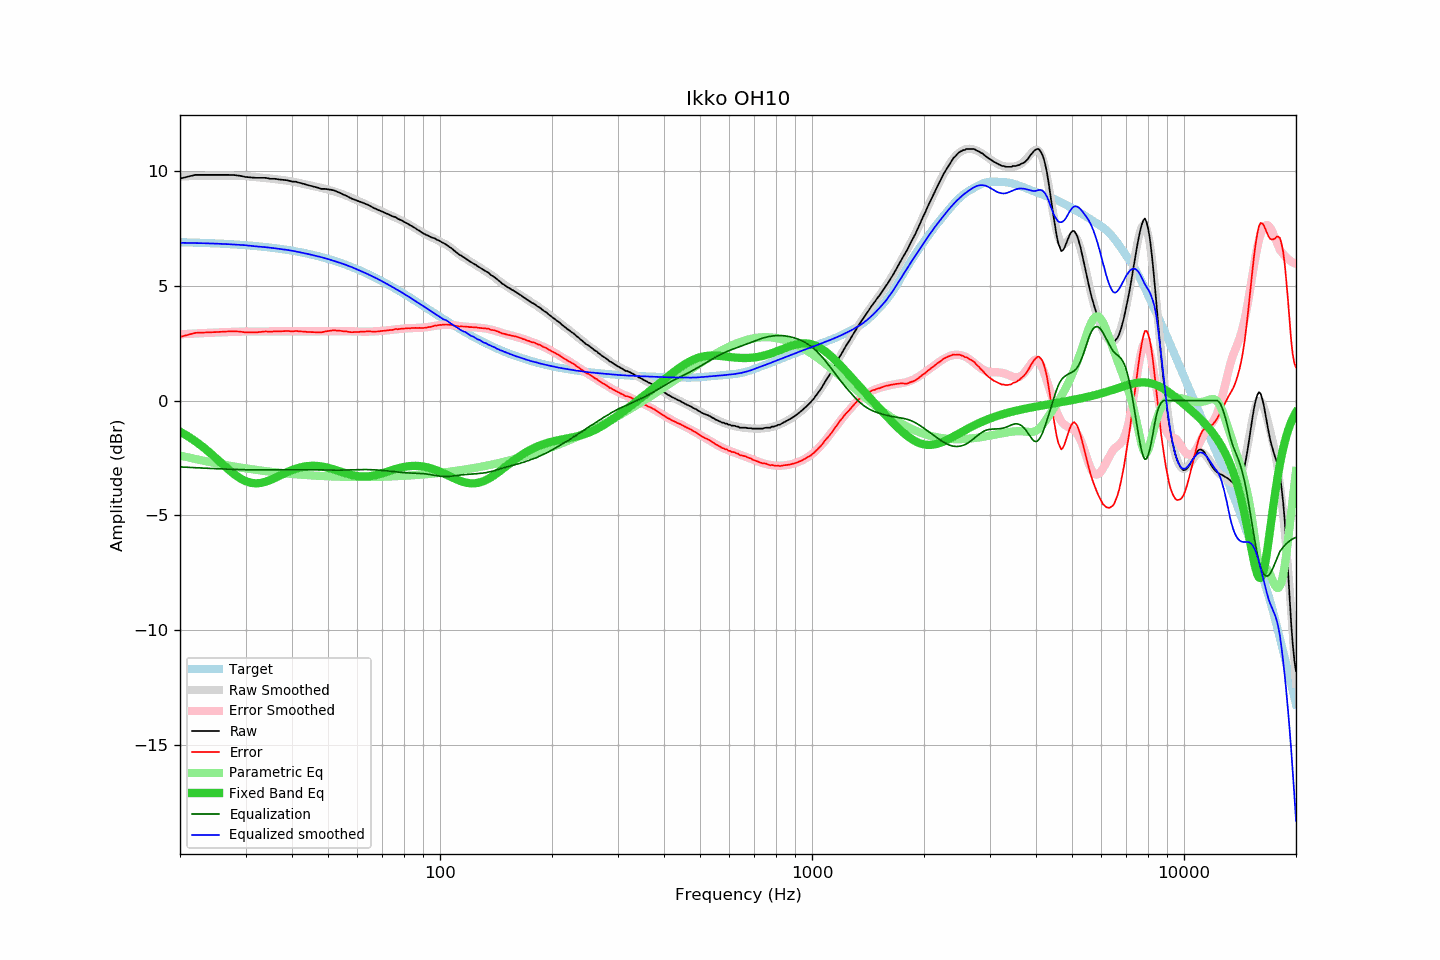 Ikko OH10
Amplitude (dBr)
10
5
0
−5
−10
−15
Target
Raw Smoothed
Error Smoothed
Raw
Error
Parametric Eq
Fixed Band Eq
Equalization
Equalized smoothed
100
1000
10000
Frequency (Hz)